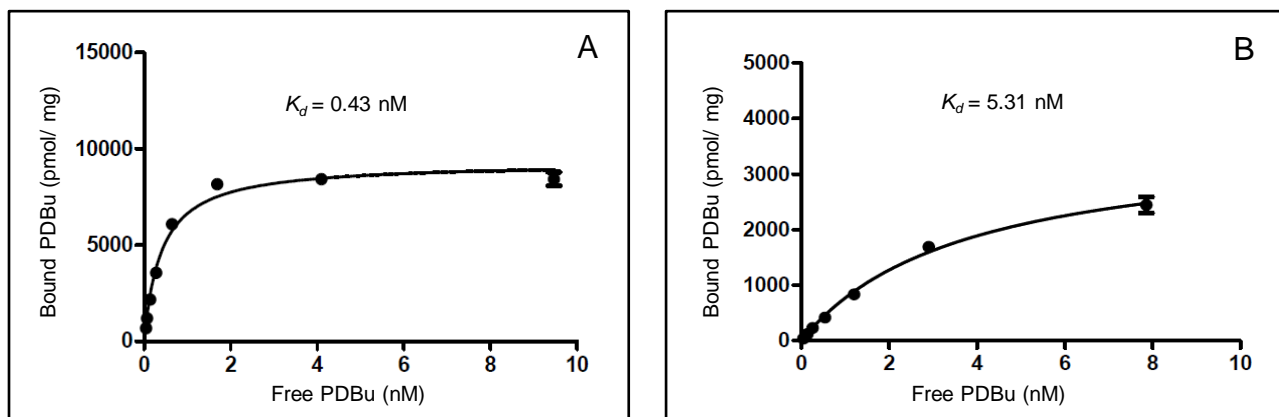 A
15000
10000
5000
0
Bound PDBu (pmol/ mg)
K_d = 0.43 nM
0 2 4 6 8 10
Free PDBu (nM)
B
5000
4000
3000
2000
1000
0
Bound PDBu (pmol/ mg)
K_d = 5.31 nM
0 2 4 6 8 10
Free PDBu (nM)